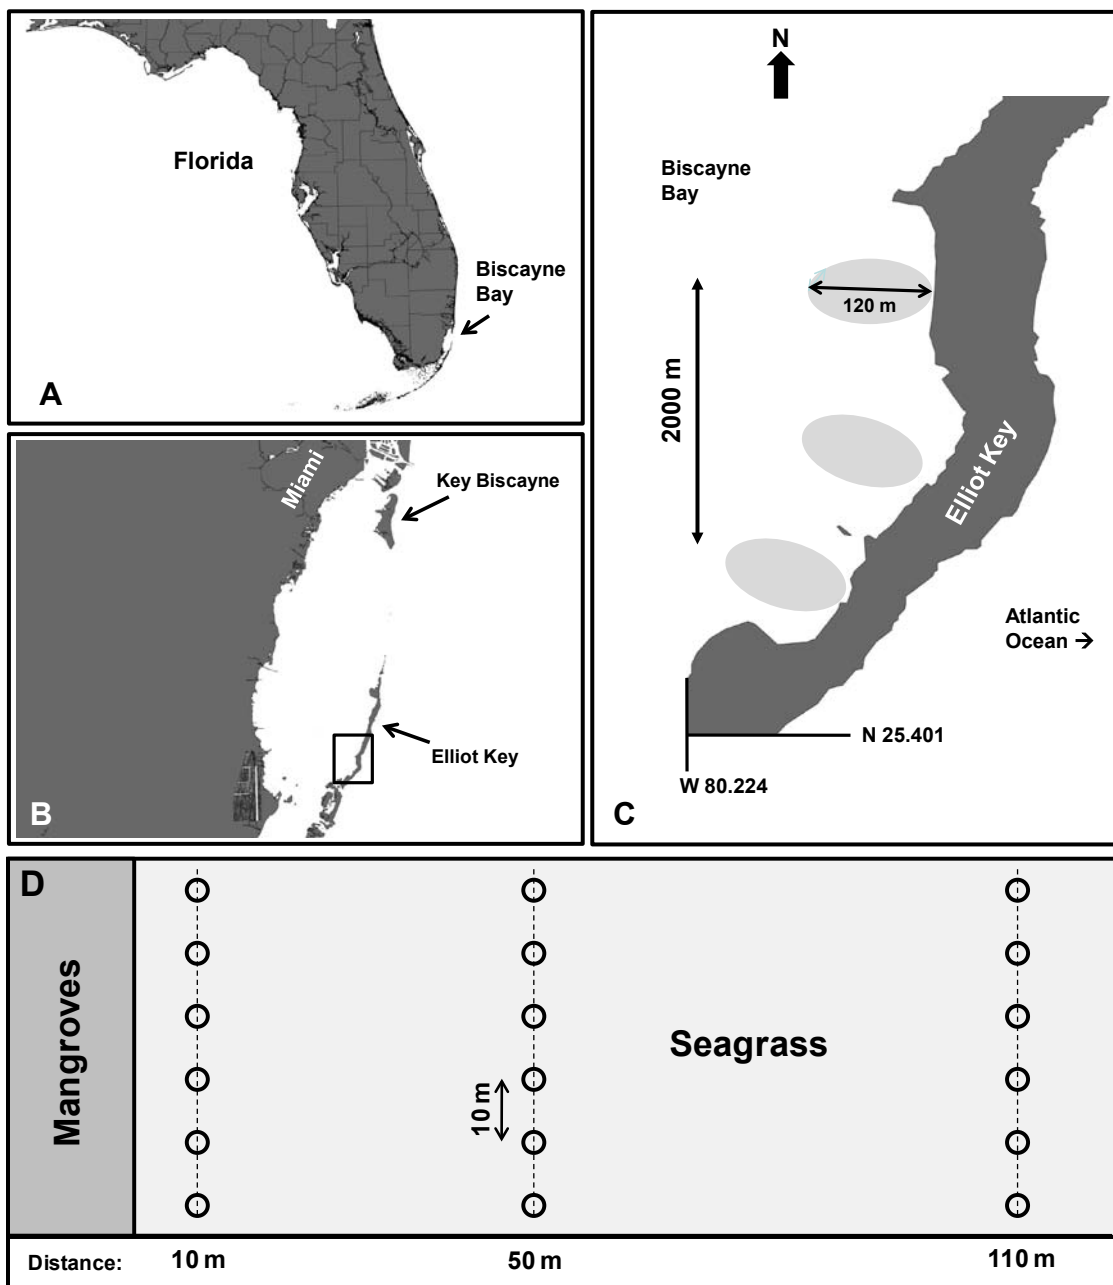 Florida
Biscayne
Bay
A
Miami
Key Biscayne
Elliot Key
B
N
Biscayne
Bay
120 m
2000 m
Elliot Key
Atlantic
Ocean →
N 25.401
W 80.224
C
D
Mangroves
Seagrass
10 m
Distance:
10 m
50 m
110 m